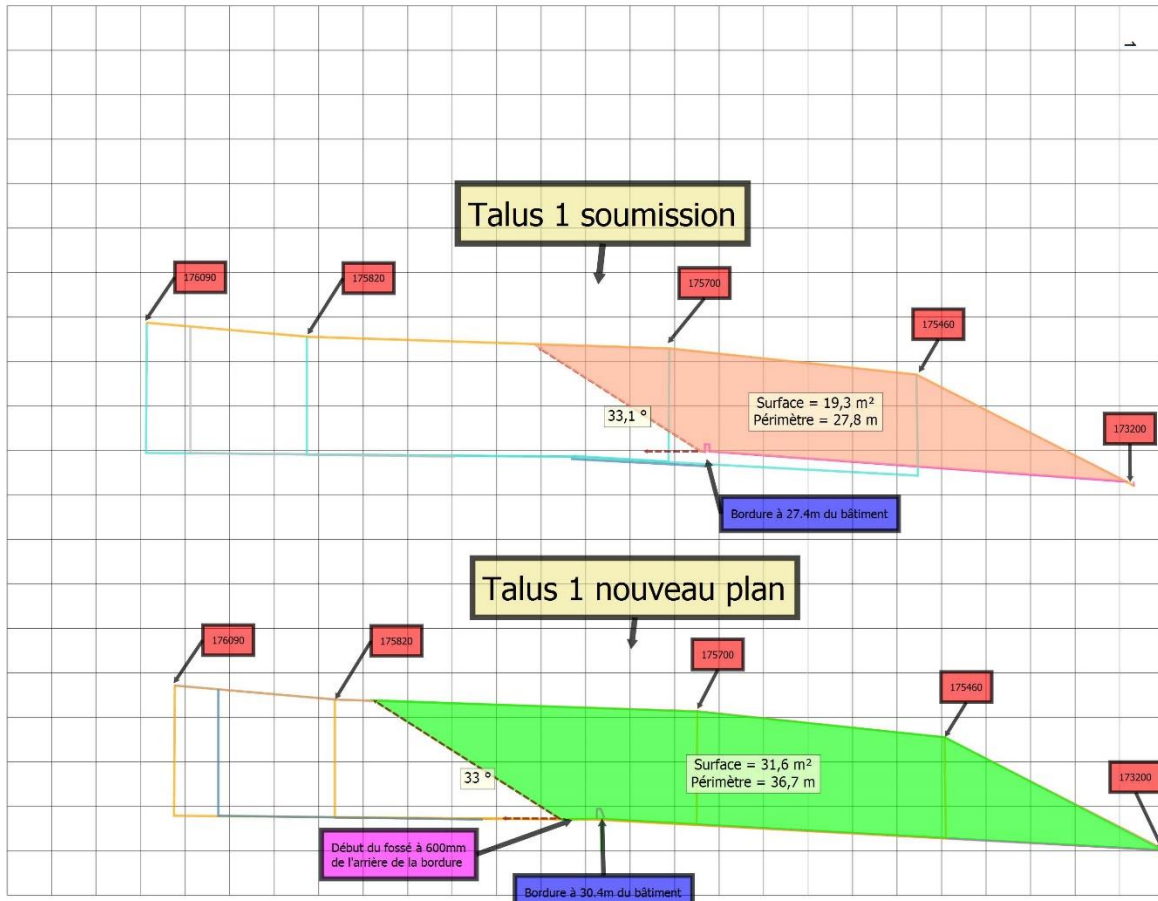 1
Talus 1 soumission
176090
175820
175700
175460
Surface = 19,3 m²
Périmètre = 27,8 m
33,1 °
173200
Bordure à 27.4m du bâtiment
Talus 1 nouveau plan
176090
175820
175700
175460
Surface = 31,6 m²
Périmètre = 36,7 m
33 °
173200
Début du fossé à 600mm
de l'arrière de la bordure
Bordure à 30.4m du bâtiment